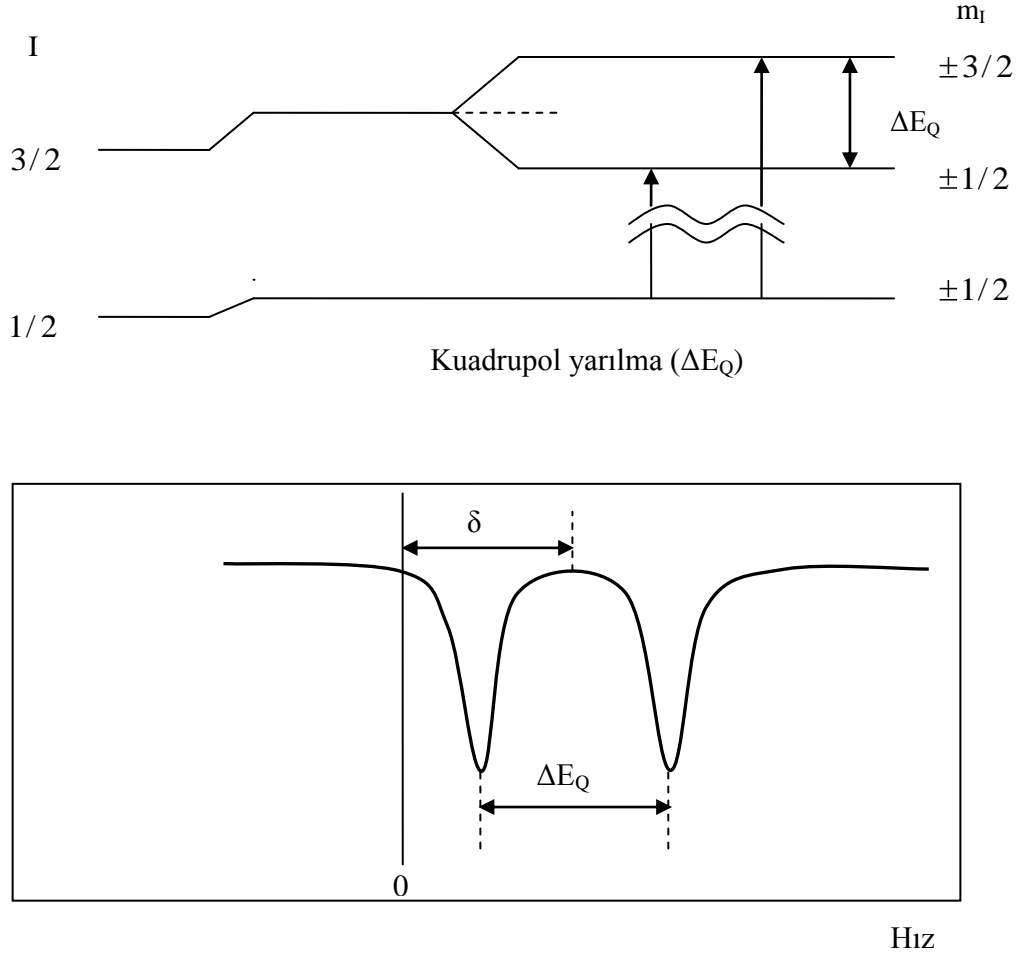 m_I
I
±3/2
ΔE_Q
3/2
±1/2
±1/2
1/2
Kuadrupol yarılma (ΔE_Q)
δ
ΔE_Q
0
Hız